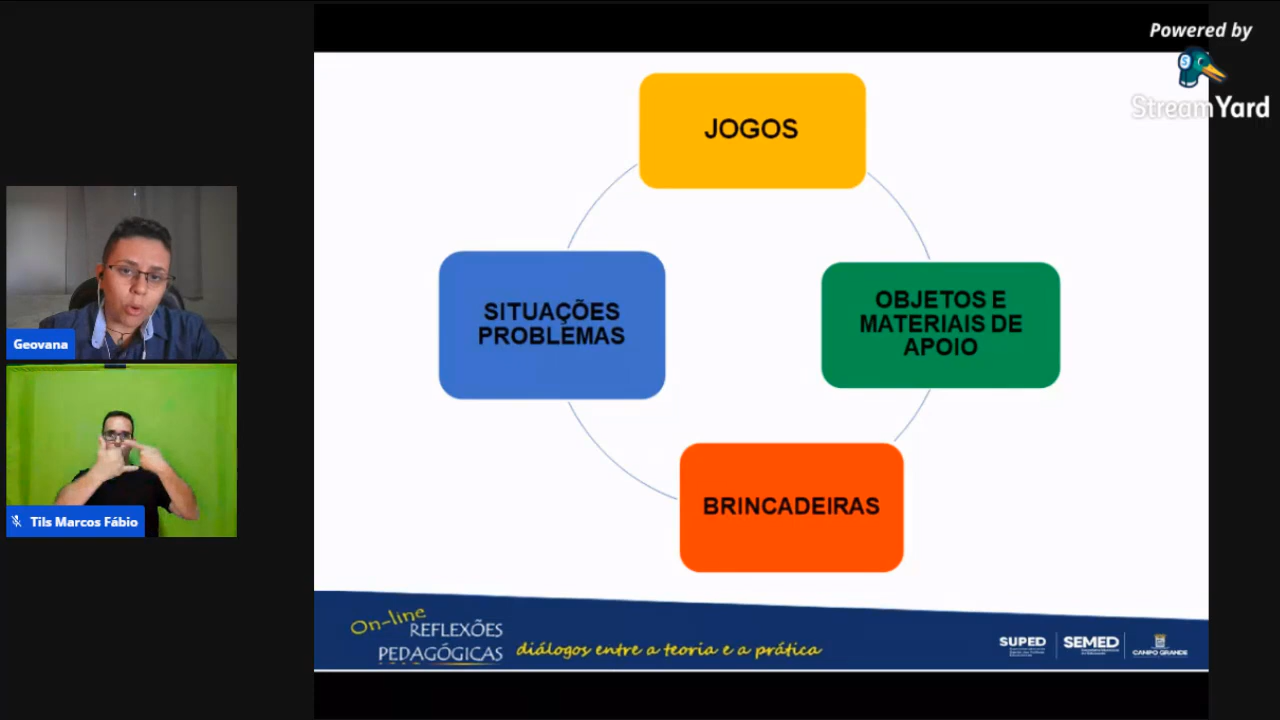 Powered by
StreamYard
JOGOS
SITUAÇÕES
PROBLEMAS
OBJETOS E
MATERIAIS DE
APOIO
BRINCADEIRAS
Geovana
Tils Marcos Fábio
On-line
REFLEXÕES
PEDAGÓGICAS
diálogos entre a teoria e a prática
SUPED
SEMED
CAMPO GRANDE